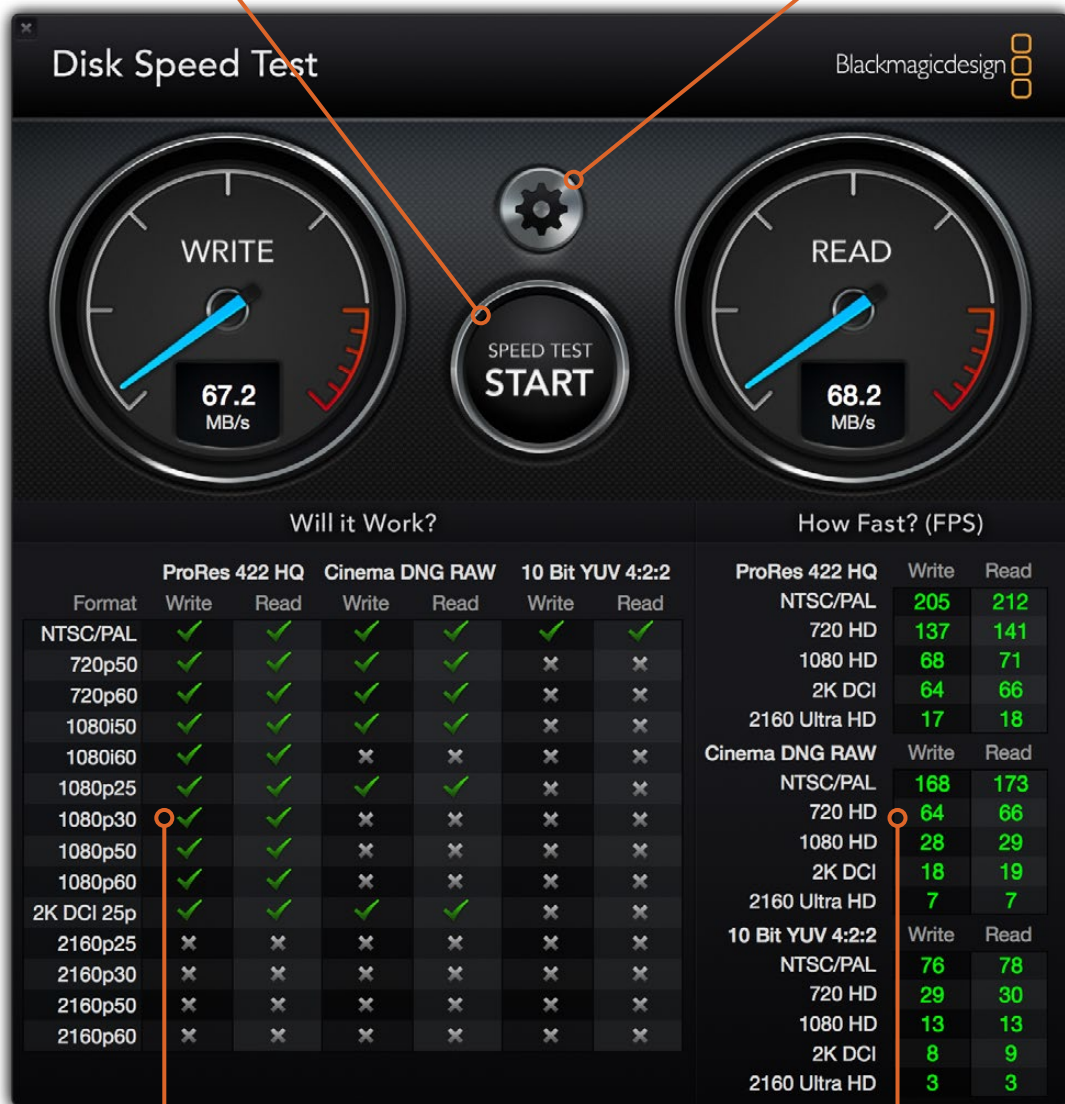 Disk Speed Test
Blackmagicdesign
WRITE
67.2
MB/s
SPEED TEST
START
READ
68.2
MB/s
Will it Work?
ProRes 422 HQ Cinema DNG RAW 10 Bit YUV 4:2:2
Format Write Read Write Read Write Read
NTSC/PAL
720p50
720p60
1080i50
1080i60
1080p25
1080p30
1080p50
1080p60
2K DCI 25p
2160p25
2160p30
2160p50
2160p60
How Fast? (FPS)
ProRes 422 HQ Write Read
NTSC/PAL 205 212
720 HD 137 141
1080 HD 68 71
2K DCI 64 66
2160 Ultra HD 17 18
Cinema DNG RAW Write Read
NTSC/PAL 168 173
720 HD 64 66
1080 HD 28 29
2K DCI 18 19
2160 Ultra HD 7 7
10 Bit YUV 4:2:2 Write Read
NTSC/PAL 76 78
720 HD 29 30
1080 HD 13 13
2K DCI 8 9
2160 Ultra HD 3 3